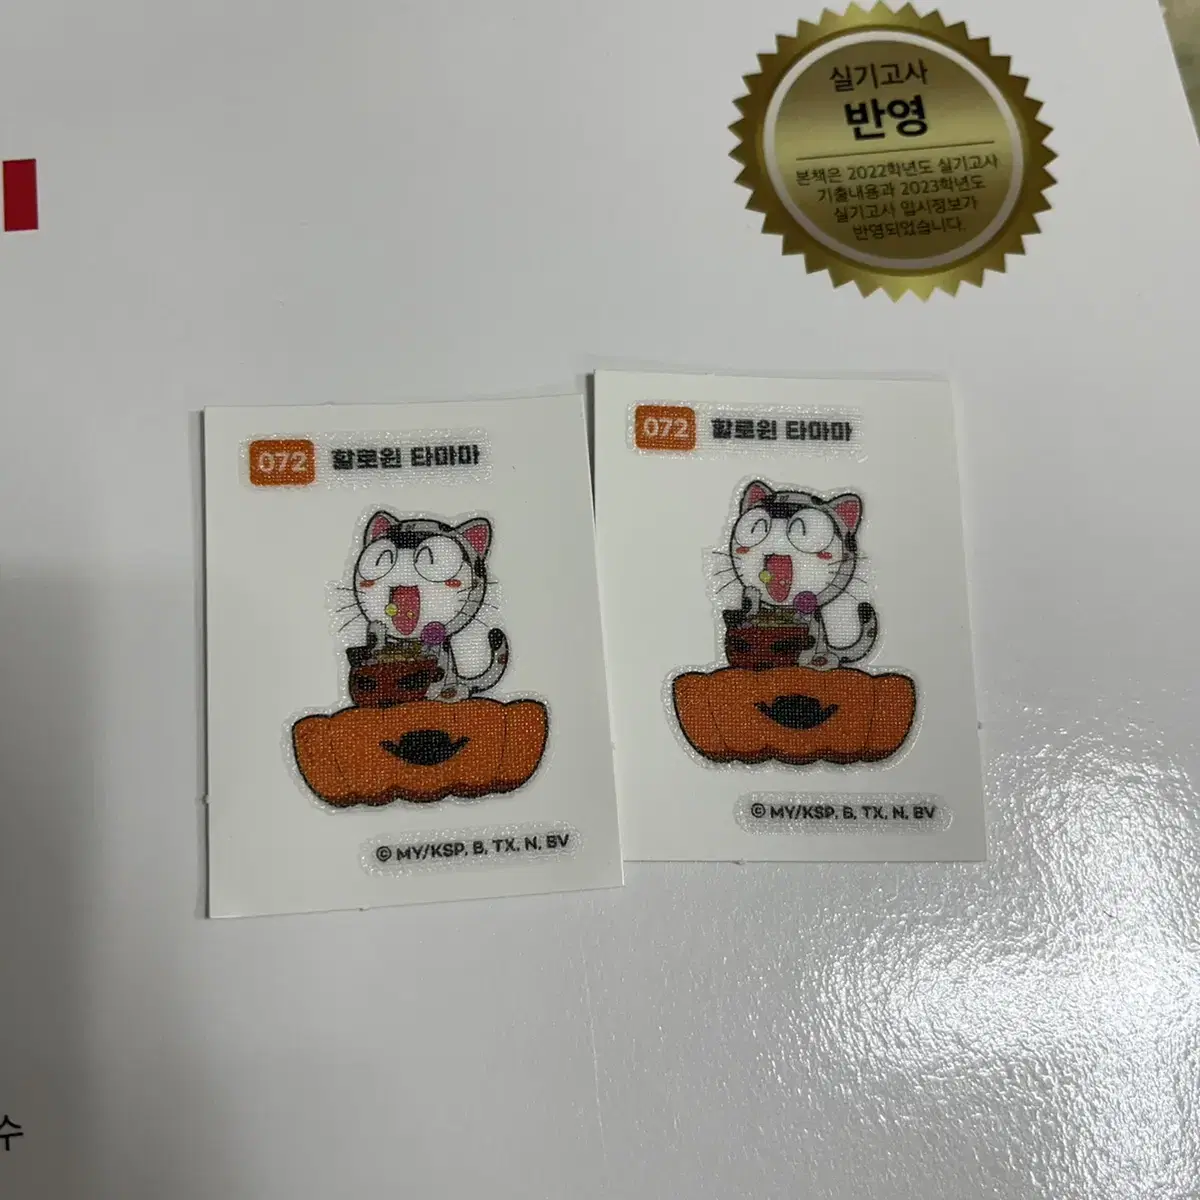 실기고사
반영
본책은 2022학년도 실기고사
기출내용과 2023학년도
실기고사 입시정보가
반영되었습니다.
072 할로윈 타마마
© MY/KSP, B, TX, N, BV
072 할로윈 타마마
© MY/KSP, B, TX, N, BV
수